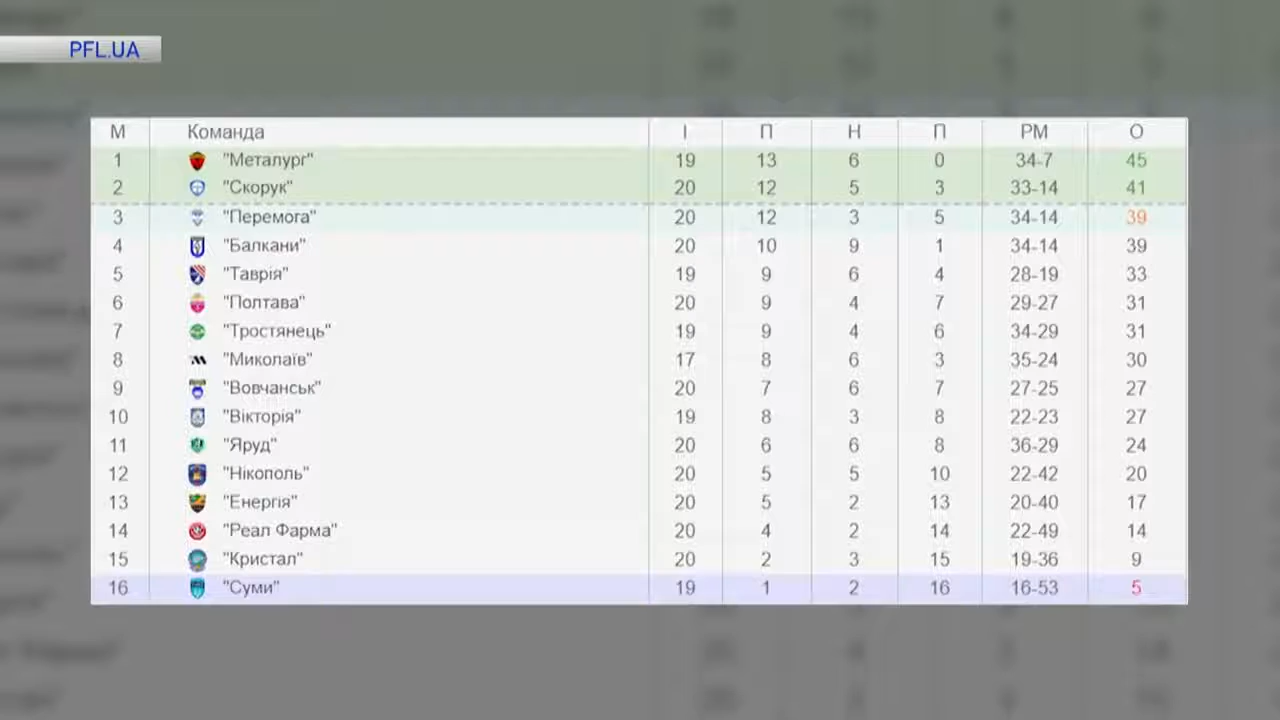 PFL.UA
М Команда І П Н П РМ О
1 "Металург" 19 13 6 0 34-7 45
2 "Скорук" 20 12 5 3 33-14 41
3 "Перемога" 20 12 3 5 34-14 39
4 "Балкани" 20 10 9 1 34-14 39
5 "Таврія" 19 9 6 4 28-19 33
6 "Полтава" 20 9 4 7 29-27 31
7 "Тростянець" 19 9 4 6 34-29 31
8 "Миколаїв" 17 8 6 3 35-24 30
9 "Вовчанськ" 20 7 6 7 27-25 27
10 "Вікторія" 19 8 3 8 22-23 27
11 "Яруд" 20 6 6 8 36-29 24
12 "Нікополь" 20 5 5 10 22-42 20
13 "Енергія" 20 5 2 13 20-40 17
14 "Реал Фарма" 20 4 2 14 22-49 14
15 "Кристал" 20 2 3 15 19-36 9
16 "Суми" 19 1 2 16 16-53 5